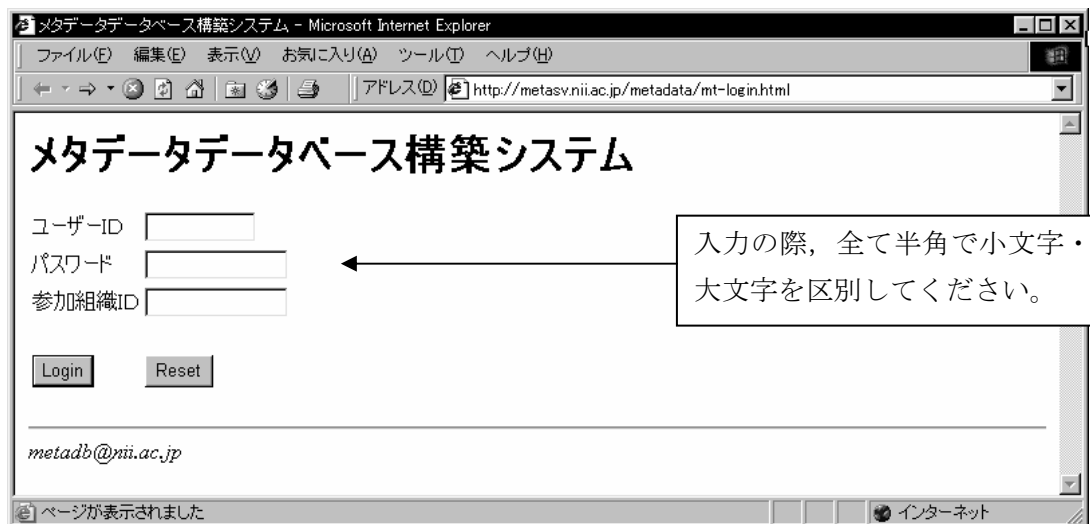 メタデータデータベース構築システム - Microsoft Internet Explorer
ファイル(F) 編集(E) 表示(V) お気に入り(A) ツール(T) ヘルプ(H)
アドレス(D) http://metasv.nii.ac.jp/metadata/mt-login.html
メタデータデータベース構築システム
ユーザーID
パスワード
参加組織ID
入力の際，全て半角で小文字・
大文字を区別してください。
Login Reset
metadb@nii.ac.jp
ページが表示されました インターネット